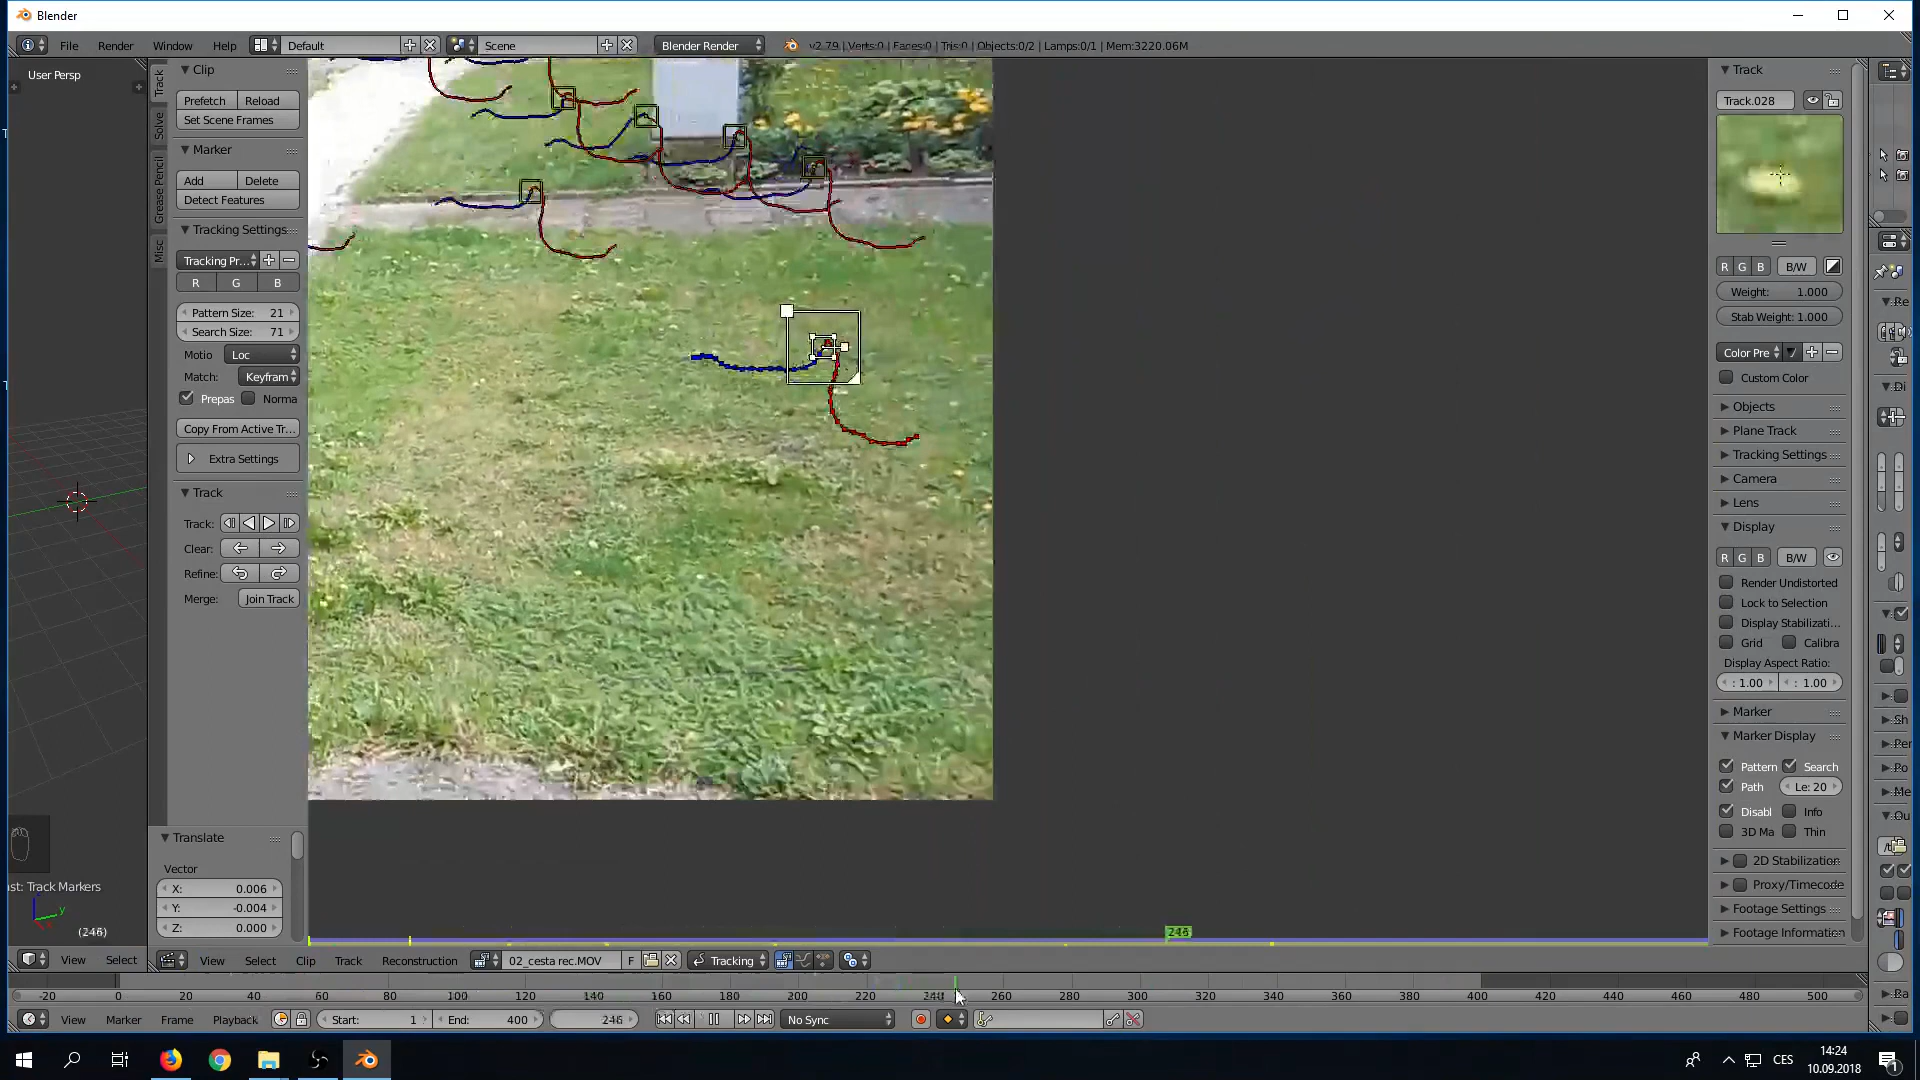 Blender
File Render Window Help Default Scene Blender Render v2.79 | Verts:0 | Faces:0 | Tris:0 | Objects:0/2 | Lamps:0/1 | Mem:3220.06M
User Persp
Track
Solve
Grease Pencil
Misc
Clip
Prefetch Reload
Set Scene Frames
Marker
Add Delete
Detect Features
Tracking Settings
Tracking Pr...
R G B
Pattern Size: 21
Search Size: 71
Motio Loc
Match: Keyfram
Prepas Norma
Copy From Active Tr...
Extra Settings
Track
Track:
Clear:
Refine:
Merge: Join Track
Translate
Vector
X: 0.006
Y: -0.004
Z: 0.000
st: Track Markers
y
(246)
Track
Track.028
R G B B/W
Weight: 1.000
Stab Weight: 1.000
Color Pre
Custom Color
Objects
Plane Track
Tracking Settings
Camera
Lens
Display
R G B B/W
Render Undistorted
Lock to Selection
Display Stabilizati...
Grid Calibra
Display Aspect Ratio:
: 1.00 : 1.00
Marker
Marker Display
Pattern Search
Path Le: 20
Disabl Info
3D Ma Thin
2D Stabilization
Proxy/Timecode
Footage Settings
Footage Information
Re
Di
Sh
Per
Po
Me
Ou
Ra
View Select
View Select Clip Track Reconstruction 02_cesta rec.MOV F Tracking
-20 0 20 40 60 80 100 120 140 160 180 200 220 260 280 300 320 340 360 380 400 420 440 460 480 500
View Marker Frame Playback Start: 1 End: 400 246 No Sync
CES 14:24
10.09.2018
1